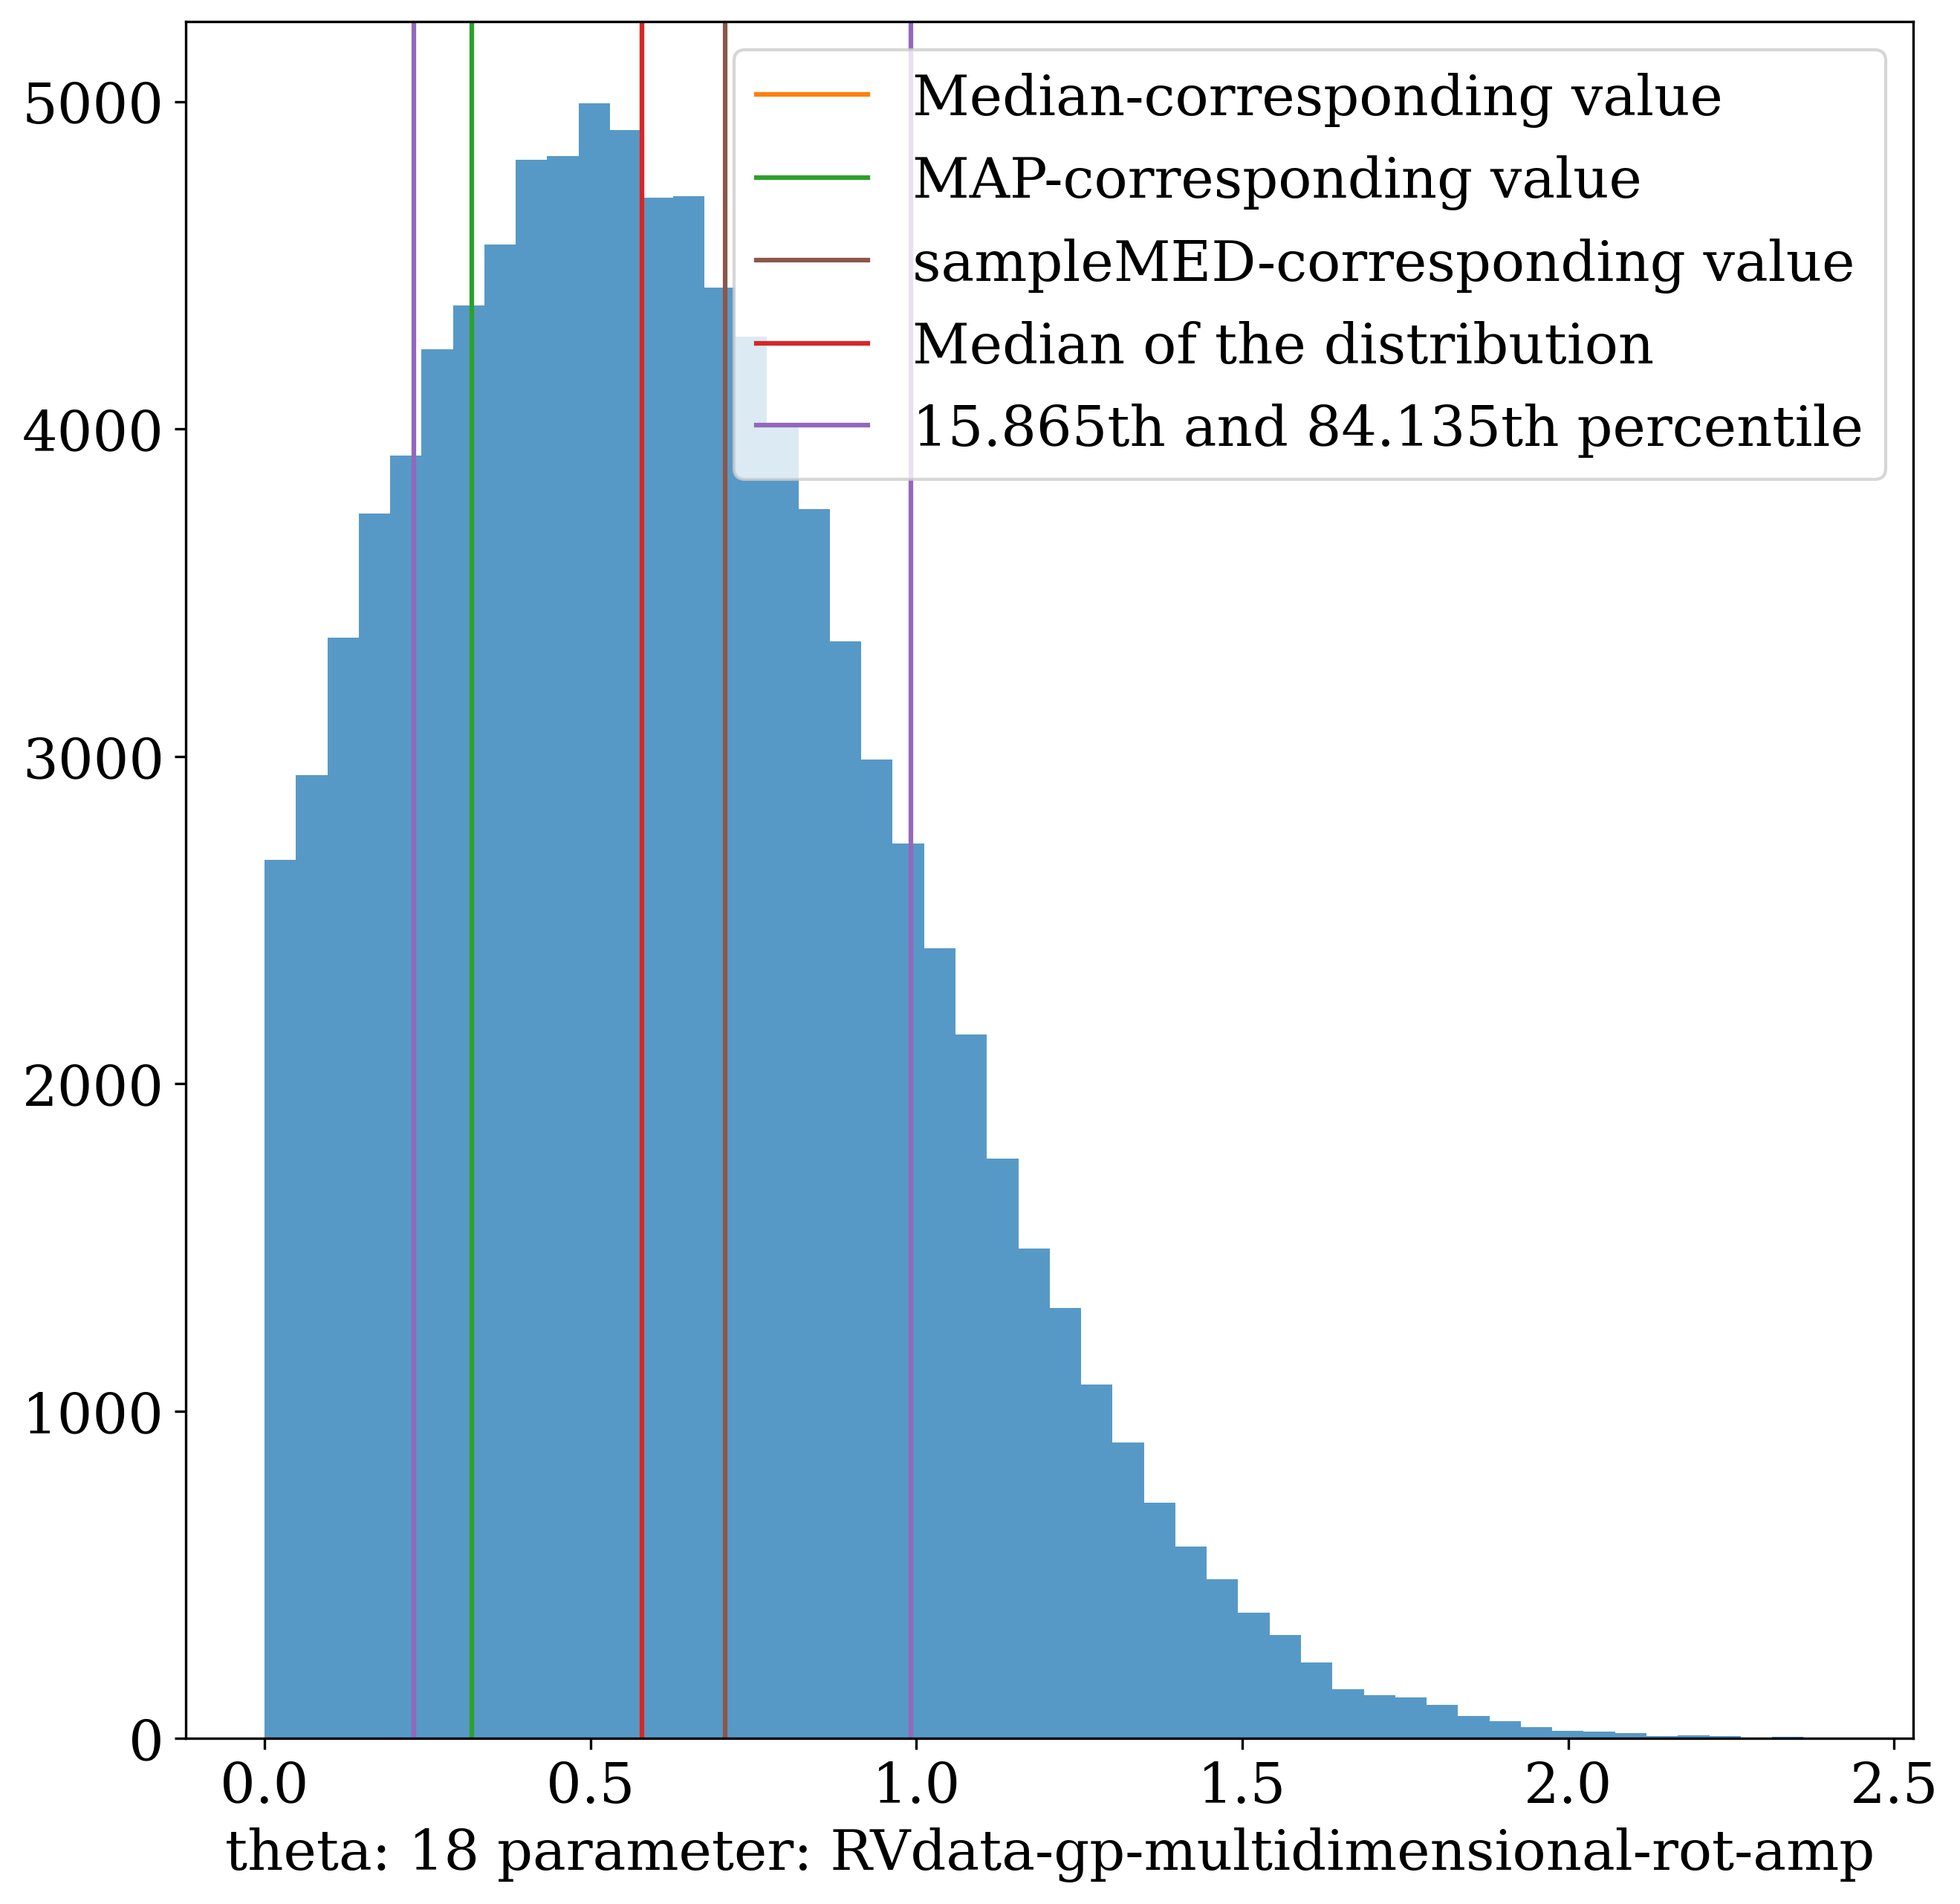 5000
4000
3000
2000
1000
0
Median-corresponding value
MAP-corresponding value
sampleMED-corresponding value
Median of the distribution
15.865th and 84.135th percentile
0.0 0.5 1.0 1.5 2.0 2.5
theta: 18 parameter: RVdata-gp-multidimensional-rot-amp